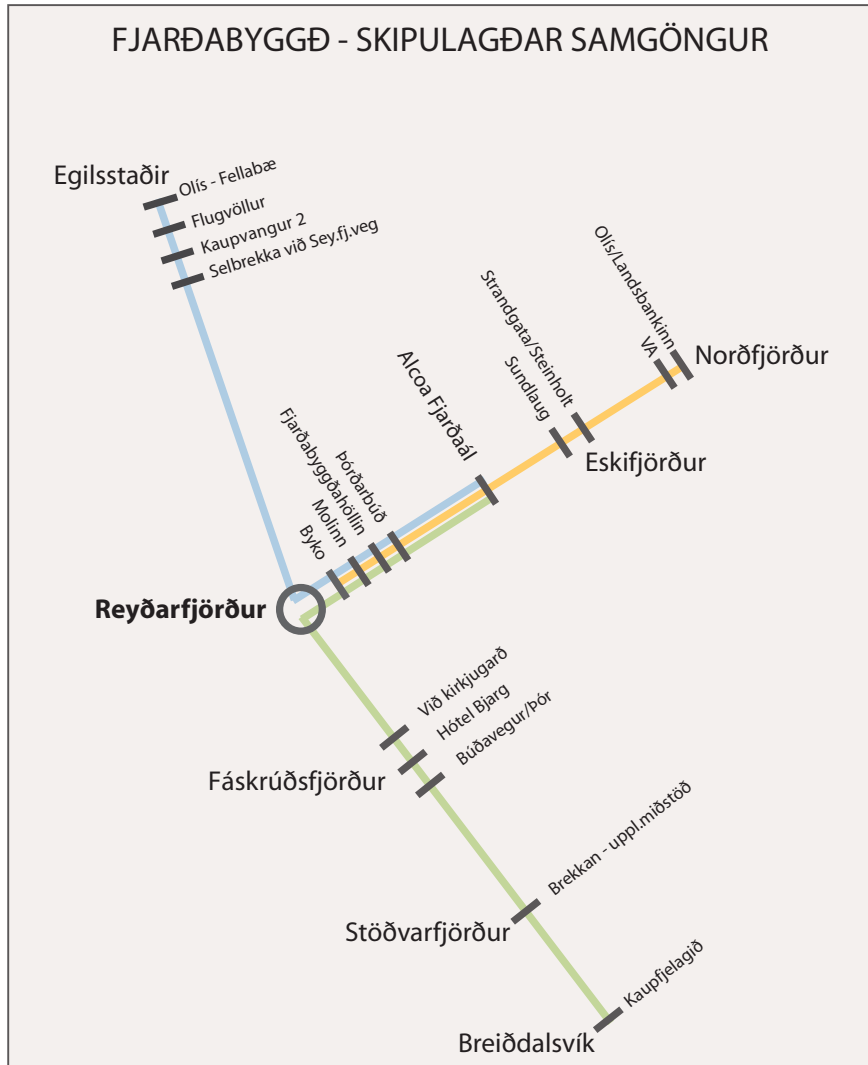 FJARÐABYGGÐ - SKIPULAGÐAR SAMGÖNGUR
Egilsstaðir
Olís - Fellabæ
Flugvöllur
Kaupvangur 2
Selbrekka við Sey.fj.veg
Olís/Landsbankinn
VA
Norðfjörður
Strandgata/Steinholt
Sundlaug
Eskifjörður
Alcoa Fjarðaál
Þórðarbúð
Fjarðabyggðahöllin
Molinn
Byko
Reyðarfjörður
Við kirkjugarð
Hótel Bjarg
Búðavegur/Þór
Fáskrúðsfjörður
Brekkan - uppl.miðstöð
Stöðvarfjörður
Kaupfjelagið
Breiðdalsvík